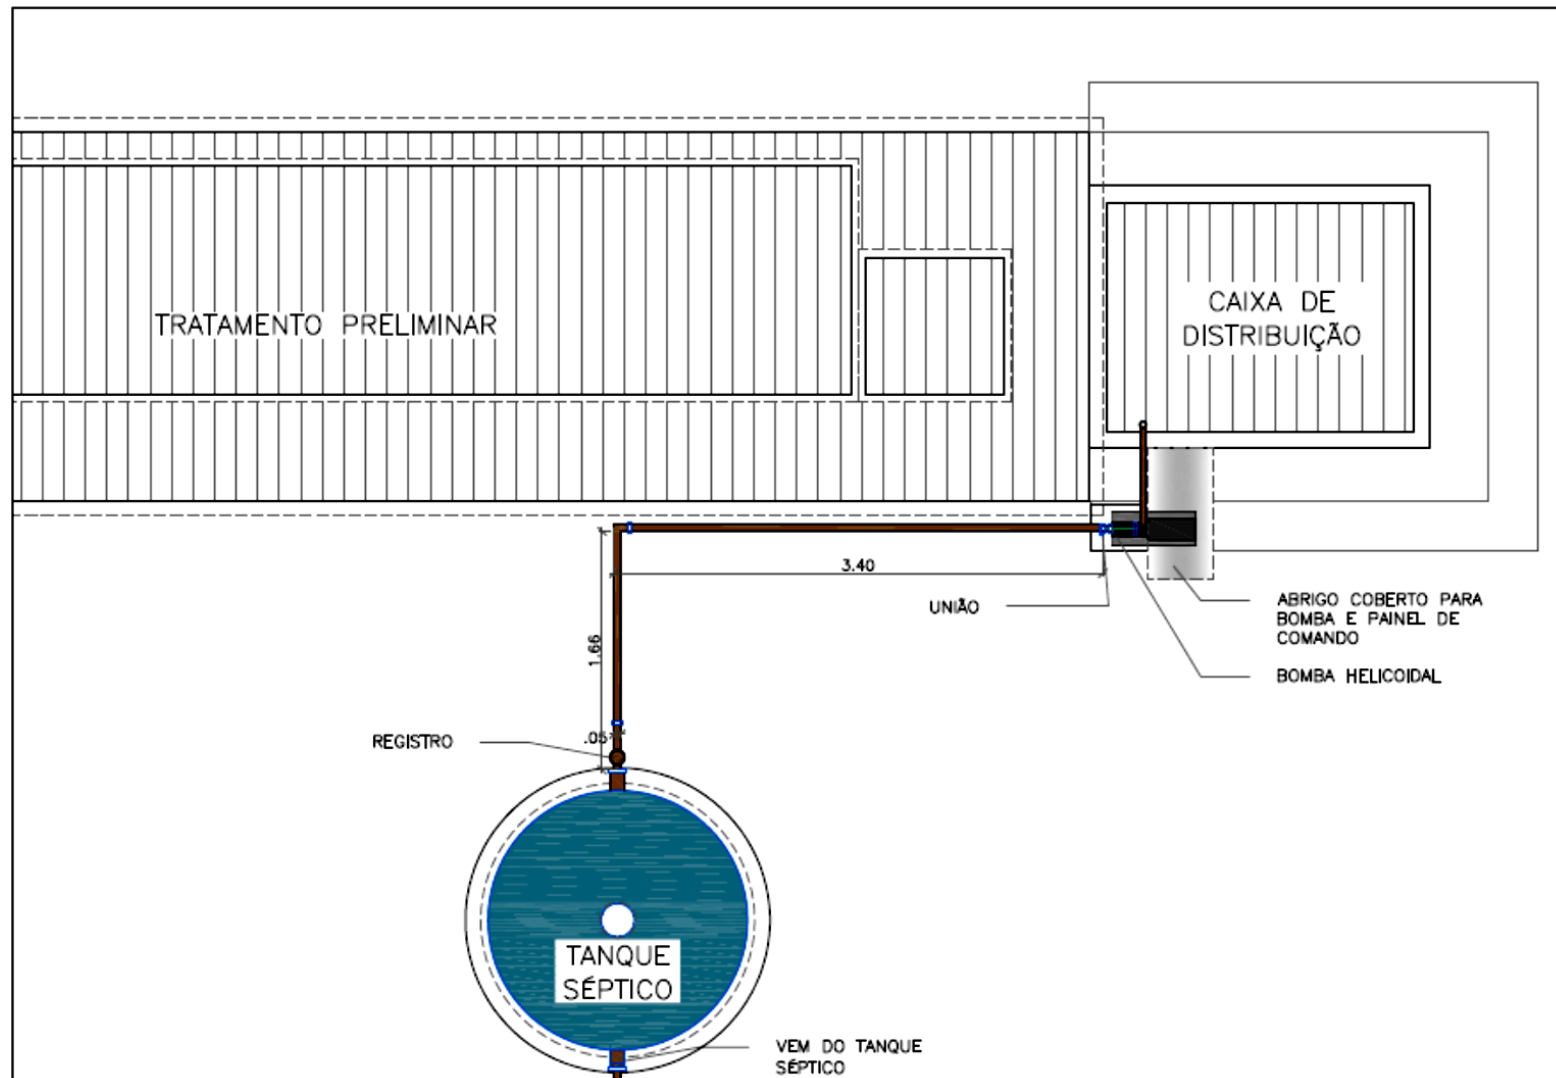 TRATAMENTO PRELIMINAR
CAIXA DE
DISTRIBUIÇÃO
3.40
UNIÃO
ABRIGO COBERTO PARA
BOMBA E PAINEL DE
COMANDO
BOMBA HELICOIDAL
1.66
REGISTRO
.05
TANQUE
SÉPTICO
VEM DO TANQUE
SÉPTICO